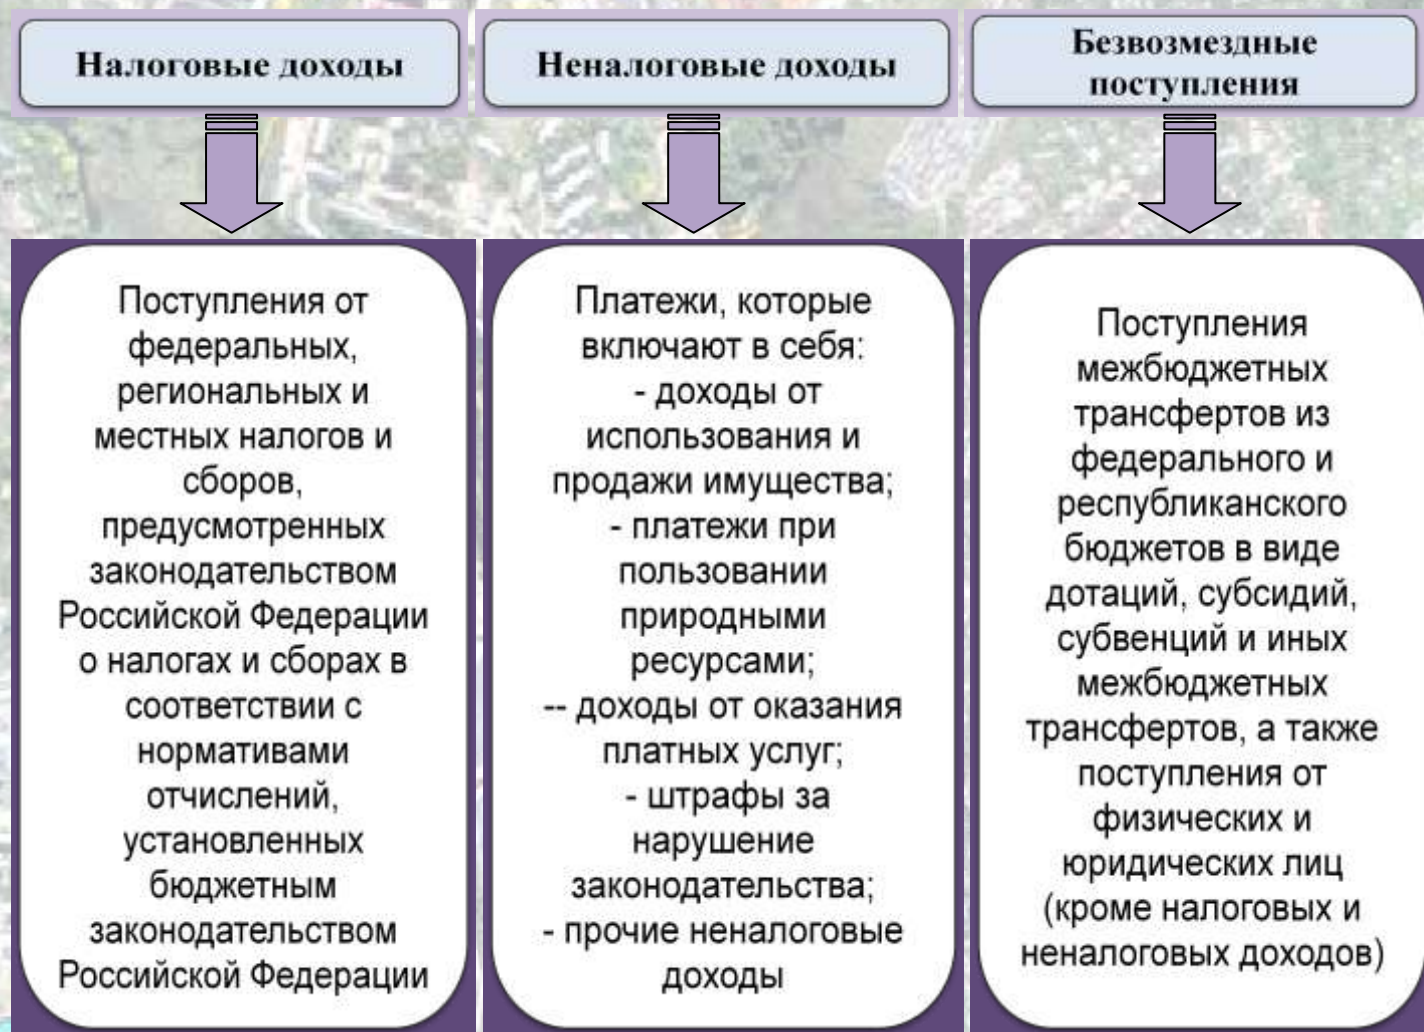 Налоговые доходы
Неналоговые доходы
Безвозмездные
поступления
Поступления от
федеральных,
региональных и
местных налогов и
сборов,
предусмотренных
законодательством
Российской Федерации
о налогах и сборах в
соответствии с
нормативами
отчислений,
установленных
бюджетным
законодательством
Российской Федерации
Платежи, которые
включают в себя:
- доходы от
использования и
продажи имущества;
- платежи при
пользовании
природными
ресурсами;
-- доходы от оказания
платных услуг;
- штрафы за
нарушение
законодательства;
- прочие неналоговые
доходы
Поступления
межбюджетных
трансфертов из
федерального и
республиканского
бюджетов в виде
дотаций, субсидий,
субвенций и иных
межбюджетных
трансфертов, а также
поступления от
физических и
юридических лиц
(кроме налоговых и
неналоговых доходов)